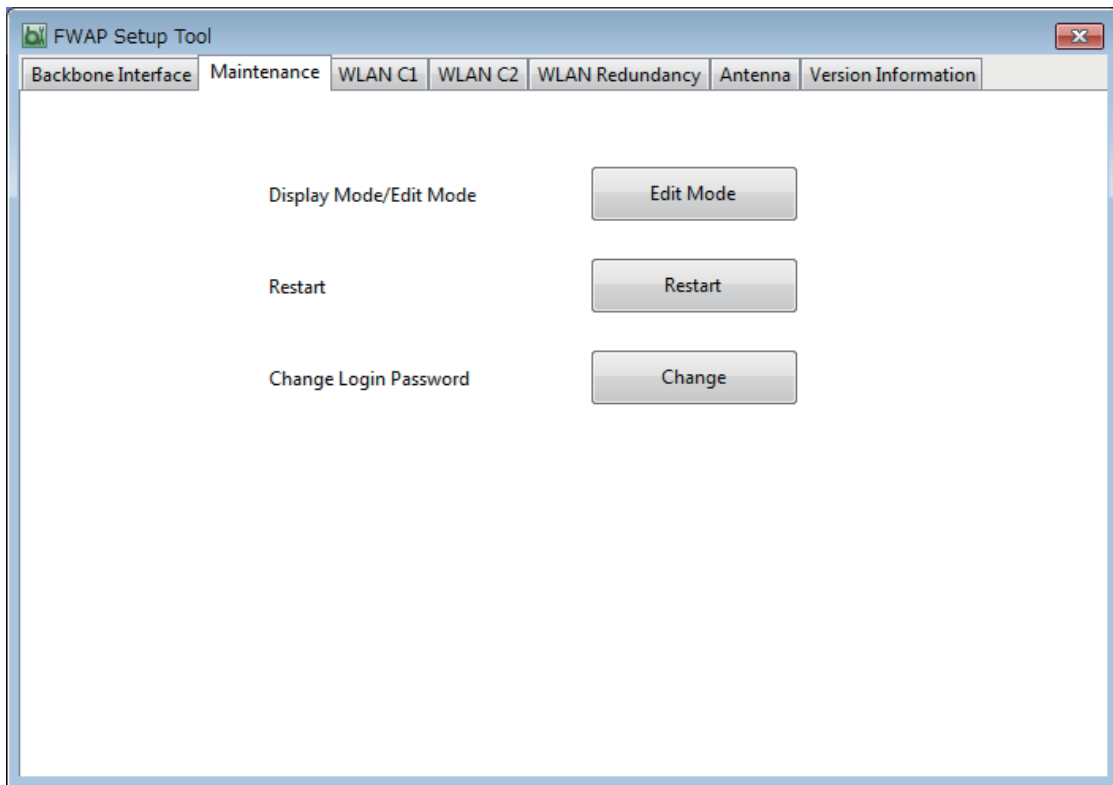 FWAP Setup Tool
Backbone Interface Maintenance WLAN C1 WLAN C2 WLAN Redundancy Antenna Version Information
Display Mode/Edit Mode Edit Mode
Restart Restart
Change Login Password Change